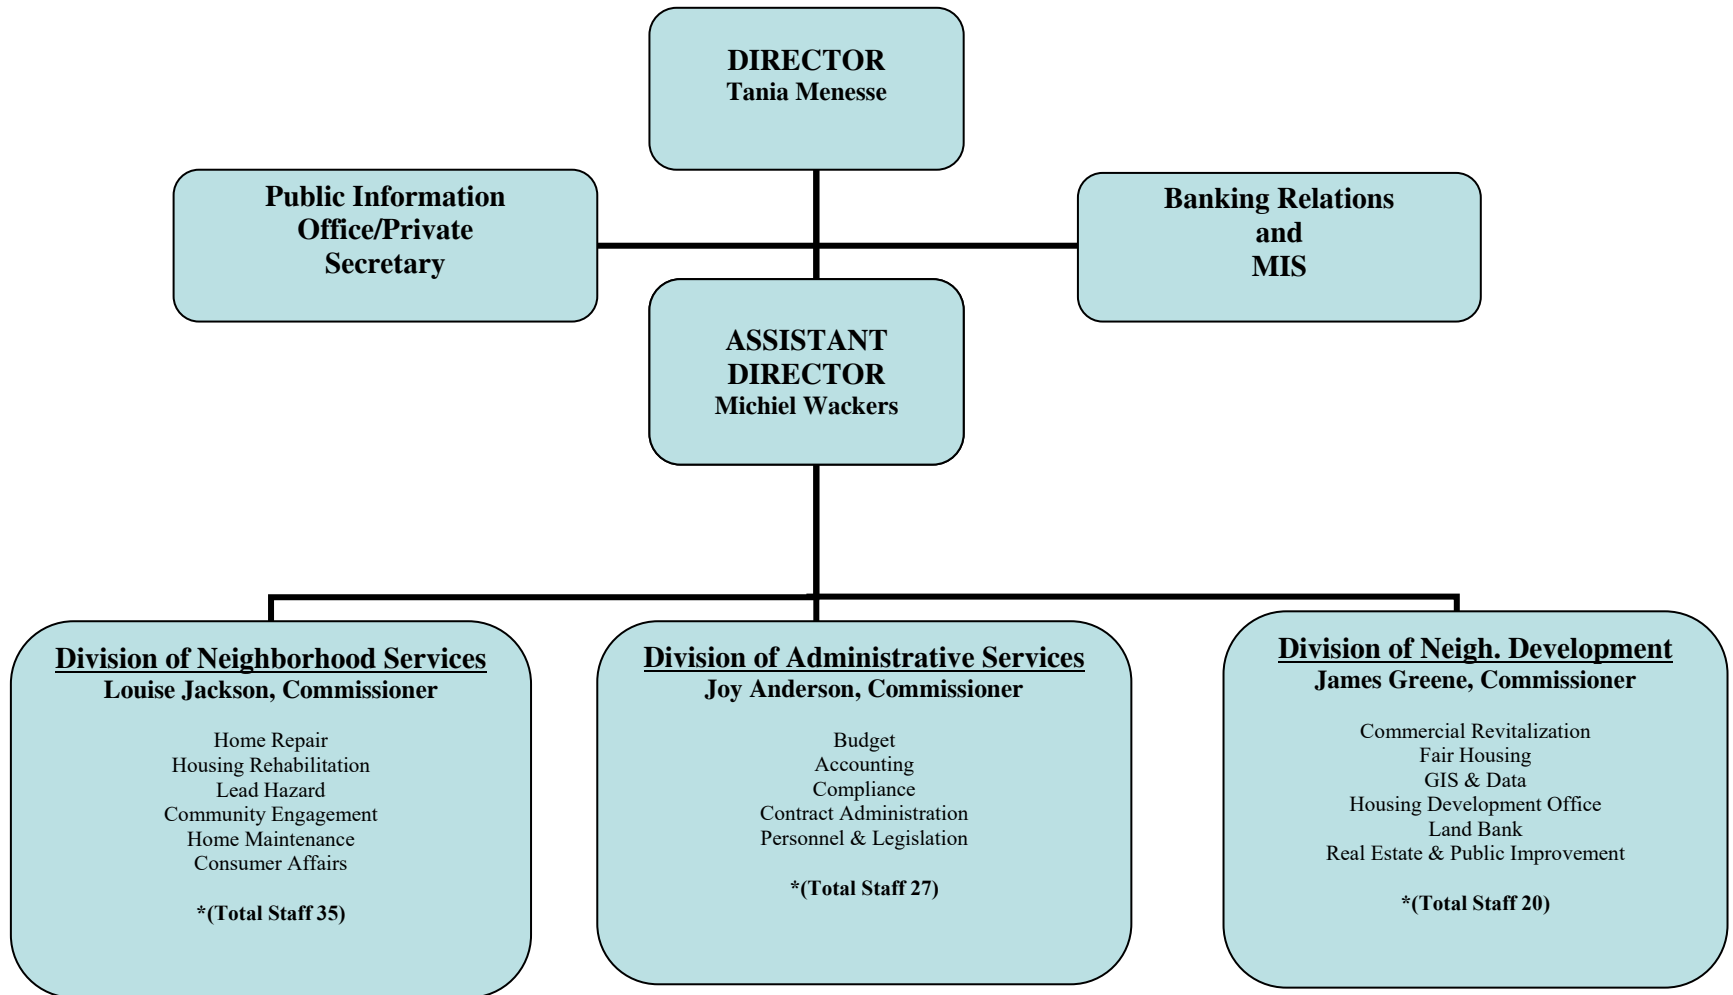 DIRECTOR
Tania Menesse
Public Information
Office/Private
Secretary
Banking Relations
and
MIS
ASSISTANT
DIRECTOR
Michiel Wackers
Division of Neighborhood Services
Louise Jackson, Commissioner
Home Repair
Housing Rehabilitation
Lead Hazard
Community Engagement
Home Maintenance
Consumer Affairs
*(Total Staff 35)
Division of Administrative Services
Joy Anderson, Commissioner
Budget
Accounting
Compliance
Contract Administration
Personnel & Legislation
*(Total Staff 27)
Division of Neigh. Development
James Greene, Commissioner
Commercial Revitalization
Fair Housing
GIS & Data
Housing Development Office
Land Bank
Real Estate & Public Improvement
*(Total Staff 20)